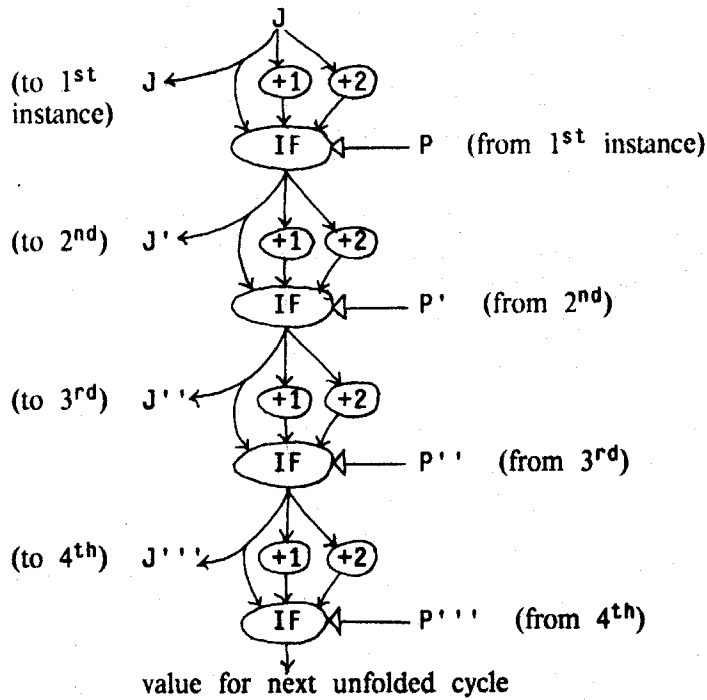 J
(to 1st J +1 +2
instance)
IF P (from 1st instance)
(to 2nd) J' +1 +2
IF P' (from 2nd)
(to 3rd) J'' +1 +2
IF P'' (from 3rd)
(to 4th) J''' +1 +2
IF P''' (from 4th)
value for next unfolded cycle